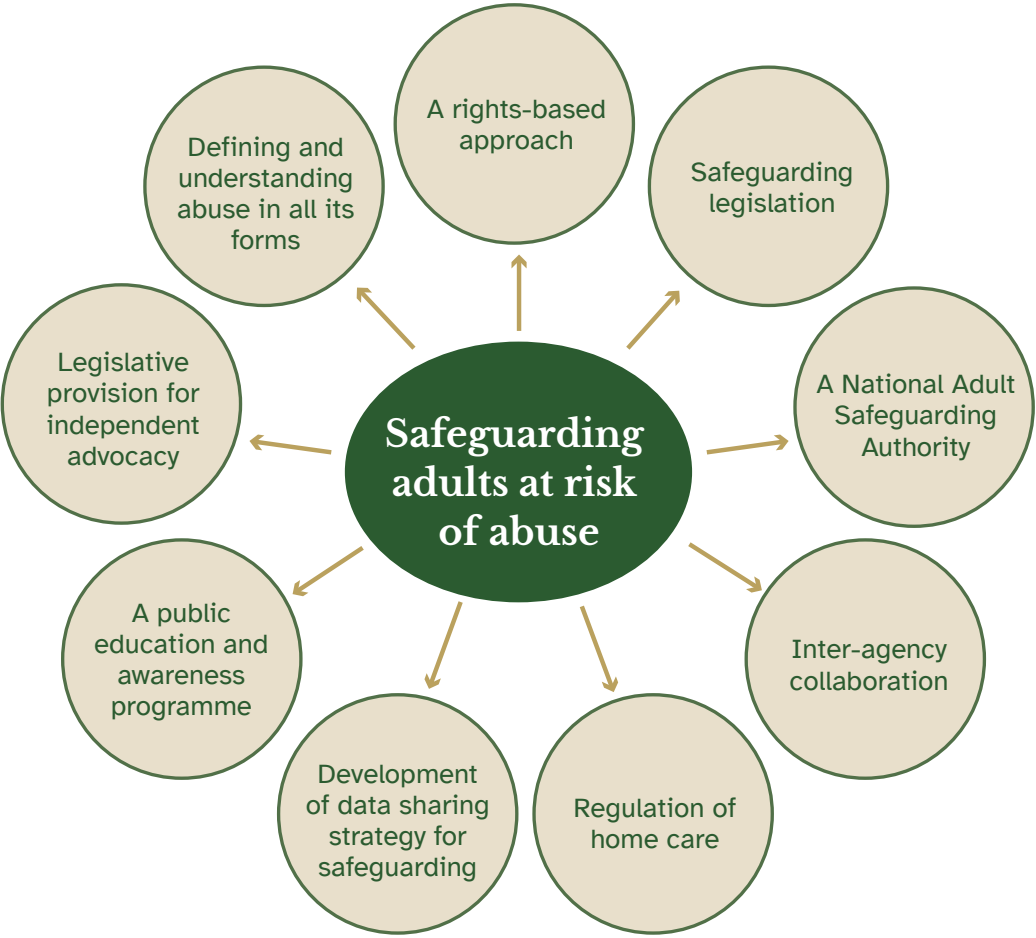 A rights-based
approach
Safeguarding
legislation
A National Adult
Safeguarding
Authority
Inter-agency
collaboration
Regulation of
home care
Development
of data sharing
strategy for
safeguarding
A public
education and
awareness
programme
Legislative
provision for
independent
advocacy
Defining and
understanding
abuse in all its
forms
Safeguarding
adults at risk
of abuse